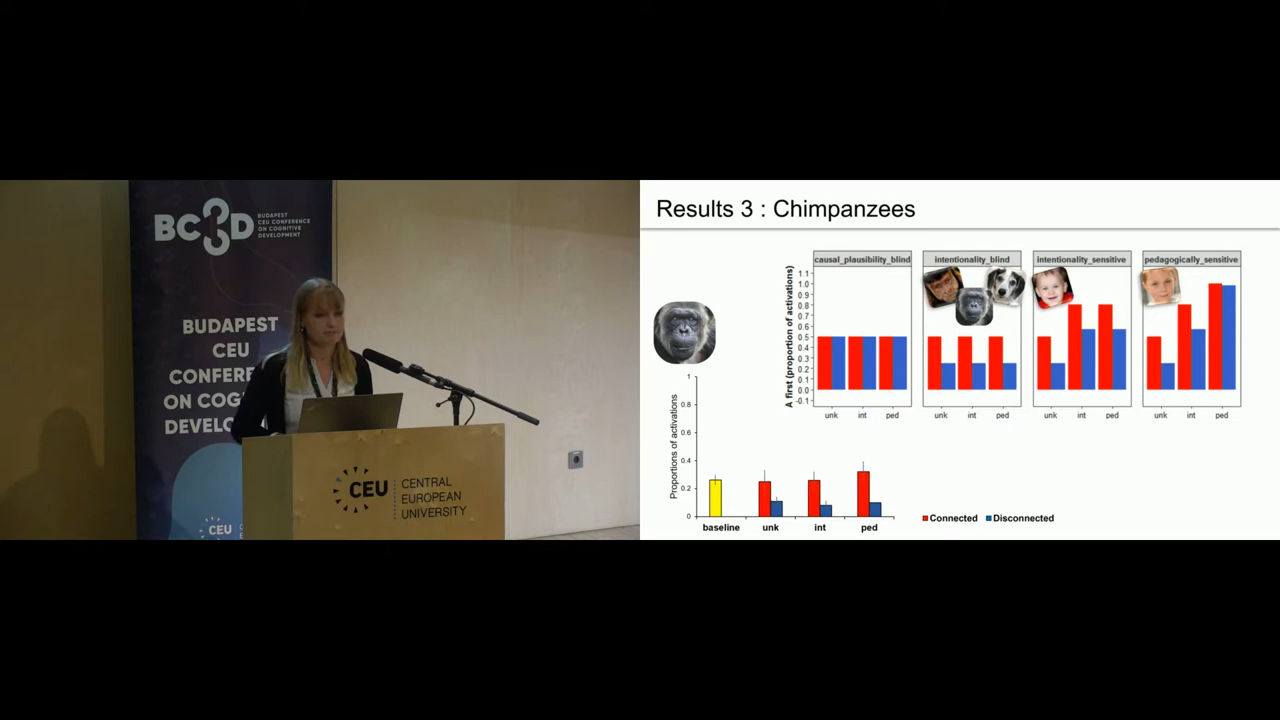 BC3D
BUDAPEST
CEU CONFERENCE
ON COGNITIVE
DEVELOPMENT
BUDAPEST
CEU
CONFERE
ON COG
DEVELO
CEU
CEU
CENTRAL
EUROPEAN
UNIVERSITY
Results 3 : Chimpanzees
causal_plausibility_blind
intentionality_blind
intentionality_sensitive
pedagogically_sensitive
A first (proportion of activations)
1.1
1.0
0.9
0.8
0.7
0.6
0.5
0.4
0.3
0.2
0.1
0.0
-0.1
unk int ped
unk int ped
unk int ped
unk int ped
Proportions of activations
1
0.8
0.6
0.4
0.2
0
baseline unk int ped
Connected Disconnected